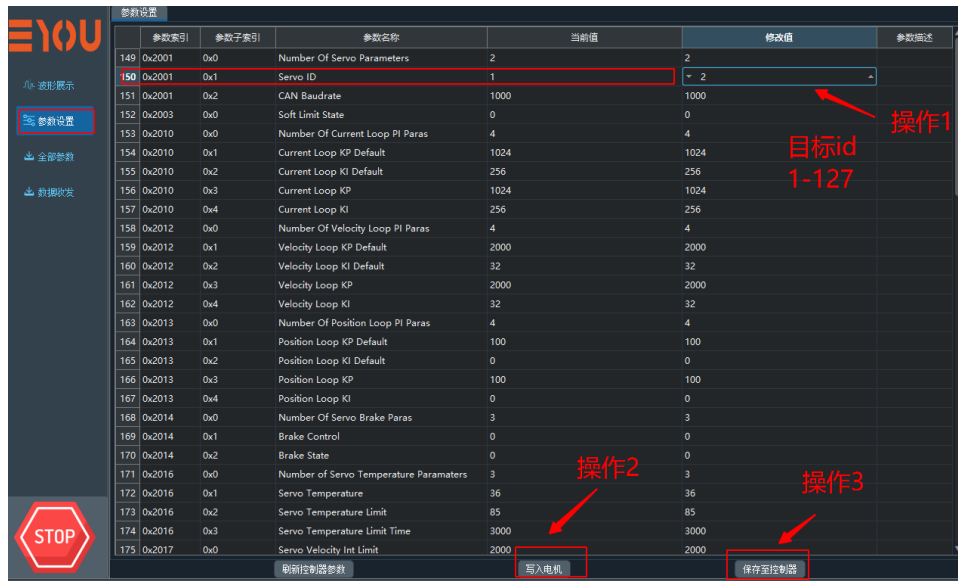 参数设置
EYOU
参数索引 参数子索引 参数名称 当前值 修改值 参数描述
149 0x2001 0x0 Number Of Servo Parameters 2 2
150 0x2001 0x1 Servo ID 1 2
151 0x2001 0x2 CAN Baudrate 1000 1000
152 0x2003 0x0 Soft Limit State 0 0
153 0x2010 0x0 Number Of Current Loop PI Paras 4 4
154 0x2010 0x1 Current Loop KP Default 1024 1024
155 0x2010 0x2 Current Loop KI Default 256 256
156 0x2010 0x3 Current Loop KP 1024 1024
157 0x2010 0x4 Current Loop KI 256 256
158 0x2012 0x0 Number Of Velocity Loop PI Paras 4 4
159 0x2012 0x1 Velocity Loop KP Default 2000 2000
160 0x2012 0x2 Velocity Loop KI Default 32 32
161 0x2012 0x3 Velocity Loop KP 2000 2000
162 0x2012 0x4 Velocity Loop KI 32 32
163 0x2013 0x0 Number Of Position Loop PI Paras 4 4
164 0x2013 0x1 Position Loop KP Default 100 100
165 0x2013 0x2 Position Loop KI Default 0 0
166 0x2013 0x3 Position Loop KP 100 100
167 0x2013 0x4 Position Loop KI 0 0
168 0x2014 0x0 Number Of Servo Brake Paras 3 3
169 0x2014 0x1 Brake Control 0 0
170 0x2014 0x2 Brake State 0 0
171 0x2016 0x0 Number of Servo Temperature Paramaters 3 3
172 0x2016 0x1 Servo Temperature 36 36
173 0x2016 0x2 Servo Temperature Limit 85 85
174 0x2016 0x3 Servo Temperature Limit Time 3000 3000
175 0x2017 0x0 Servo Velocity Int Limit 2000 2000
波形展示
参数设置
全部参数
数据收发
操作1
目标id
1-127
操作2
操作3
STOP
刷新控制器参数 写入电机 保存至控制器